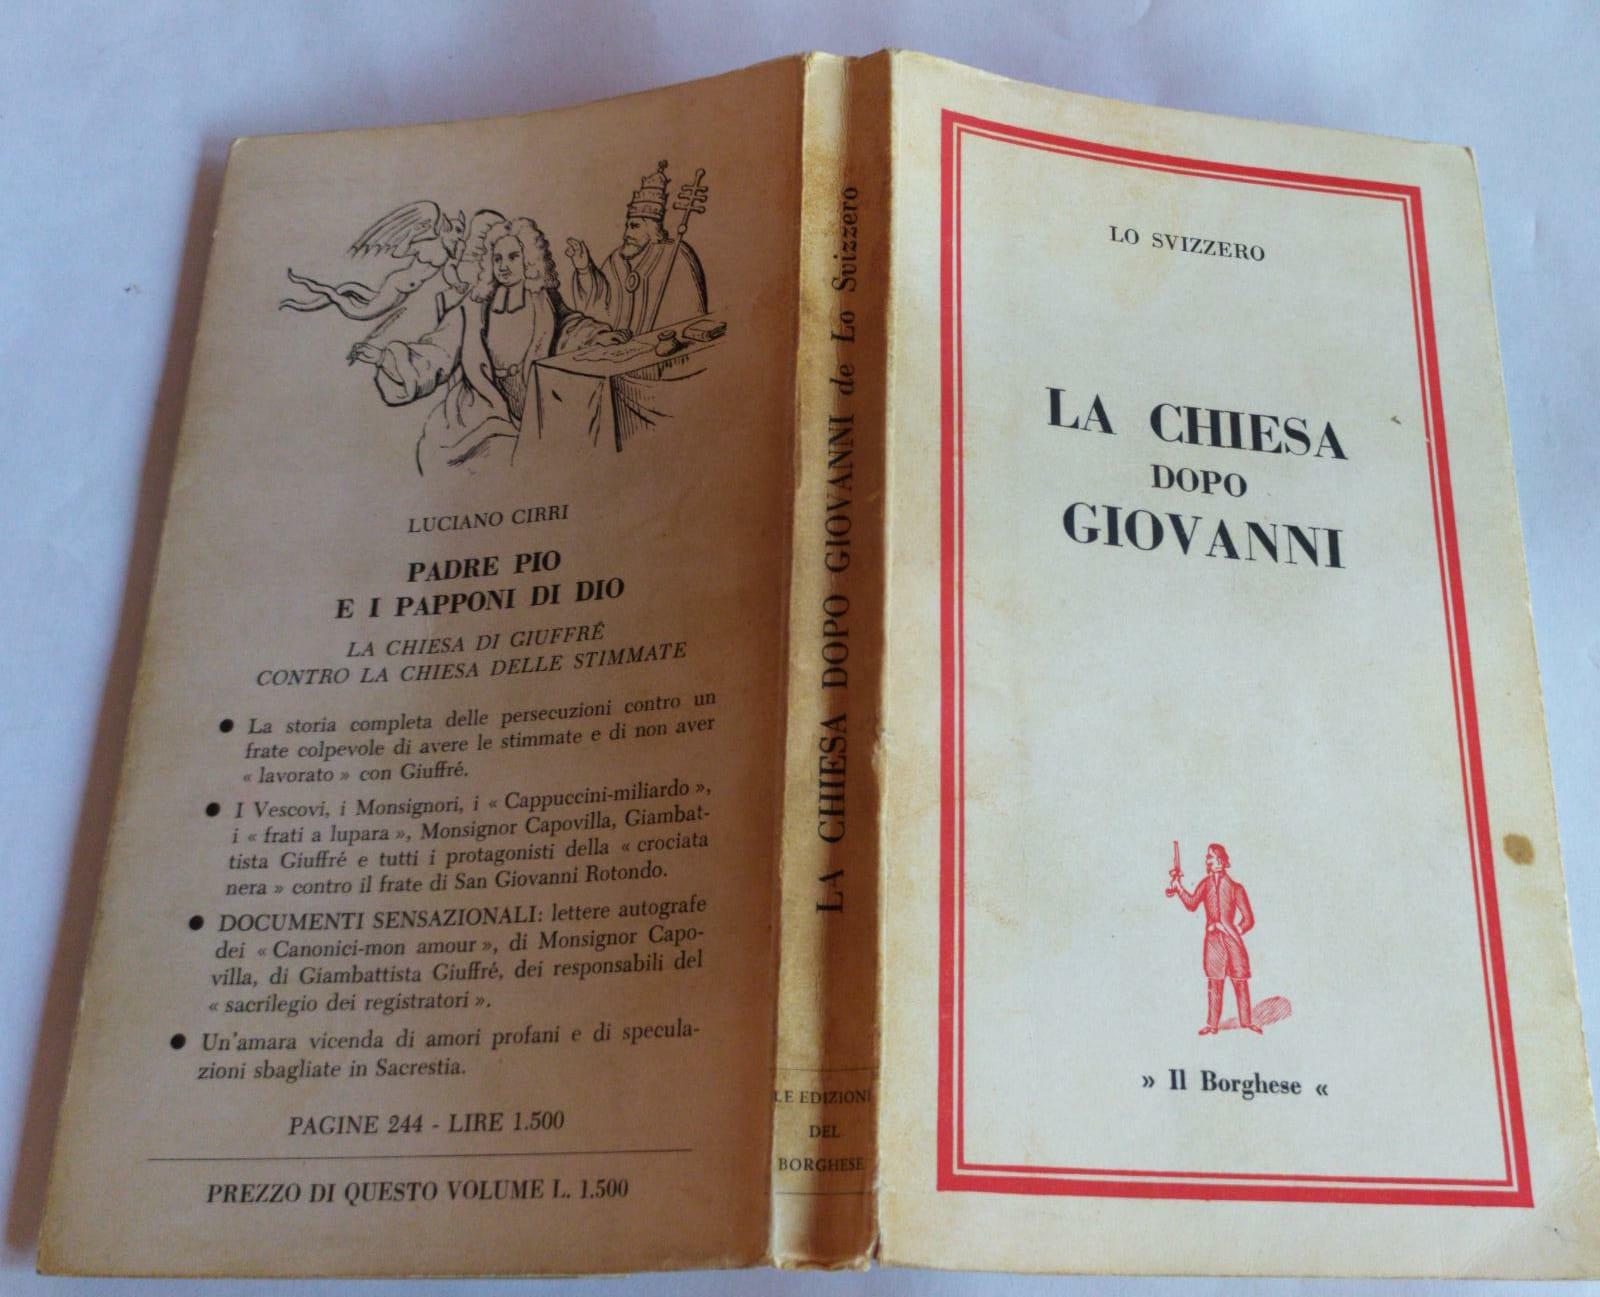 LUCIANO CIRRI
PADRE PIO
E I PAPPONI DI DIO
LA CHIESA DI GIUFFRÉ
CONTRO LA CHIESA DELLE STIMMATE
● La storia completa delle persecuzioni contro un
frate colpevole di avere le stimmate e di non aver
« lavorato » con Giuffré.
● I Vescovi, i Monsignori, i « Cappuccini-miliardo »,
i « frati a lupara », Monsignor Capovilla, Giambat-
tista Giuffré e tutti i protagonisti della « crociata
nera » contro il frate di San Giovanni Rotondo.
● DOCUMENTI SENSAZIONALI: lettere autografe
dei « Canonici-mon amour », di Monsignor Capo-
villa, di Giambattista Giuffré, dei responsabili del
« sacrilegio dei registratori ».
● Un'amara vicenda di amori profani e di specula-
zioni sbagliate in Sacrestia.
PAGINE 244 - LIRE 1.500
PREZZO DI QUESTO VOLUME L. 1.500
LA CHIESA DOPO GIOVANNI de Lo Svizzero
LE EDIZIONI
DEL
BORGHESE
LO SVIZZERO
LA CHIESA
DOPO
GIOVANNI
» Il Borghese «